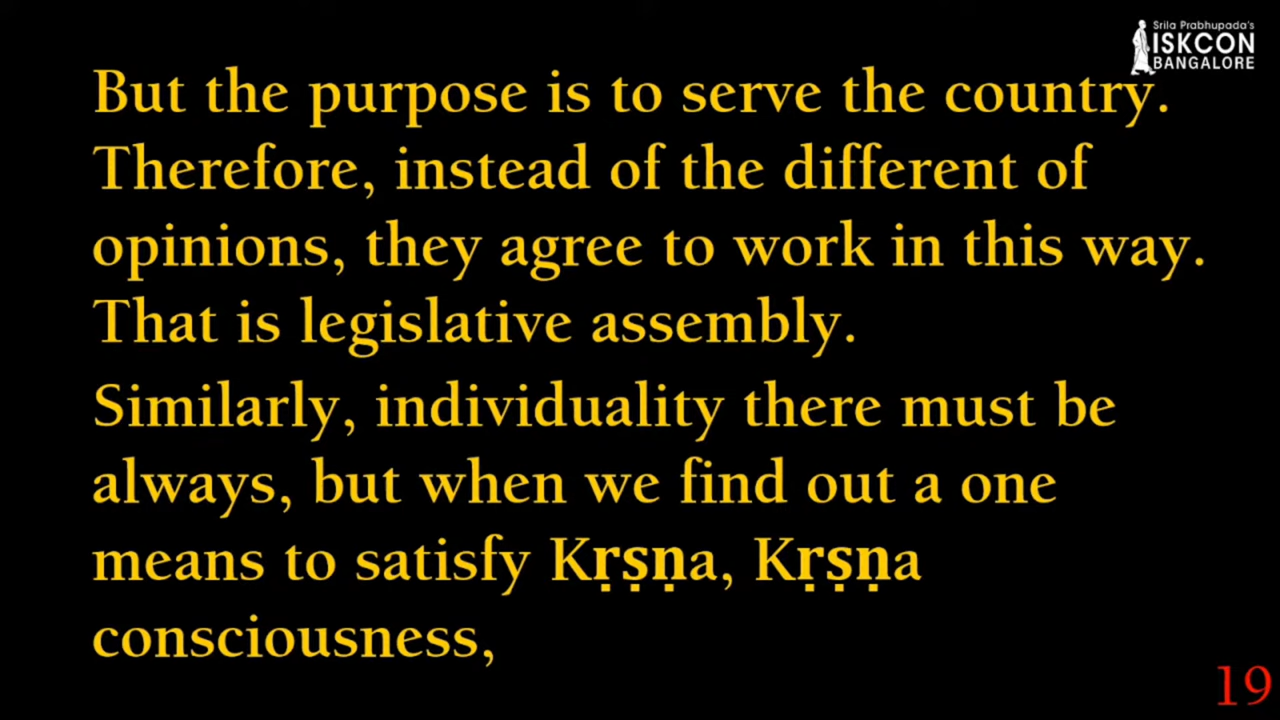 Srila Prabhupada's
ISKCON
BANGALORE
But the purpose is to serve the country.
Therefore, instead of the different of
opinions, they agree to work in this way.
That is legislative assembly.
Similarly, individuality there must be
always, but when we find out a one
means to satisfy Kṛṣṇa, Kṛṣṇa
consciousness,
19